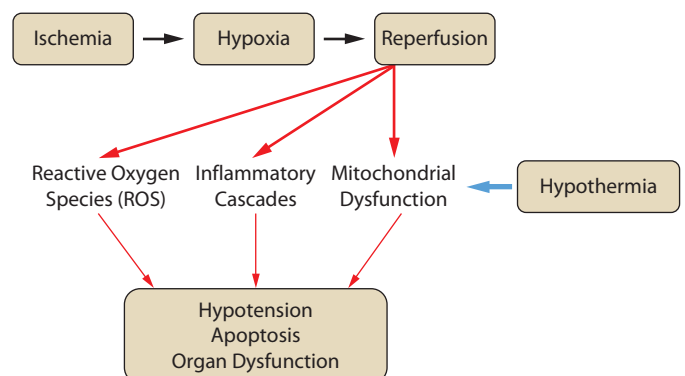 Ischemia
Hypoxia
Reperfusion
Reactive Oxygen
Species (ROS)
Inflammatory
Cascades
Mitochondrial
Dysfunction
Hypothermia
Hypotension
Apoptosis
Organ Dysfunction